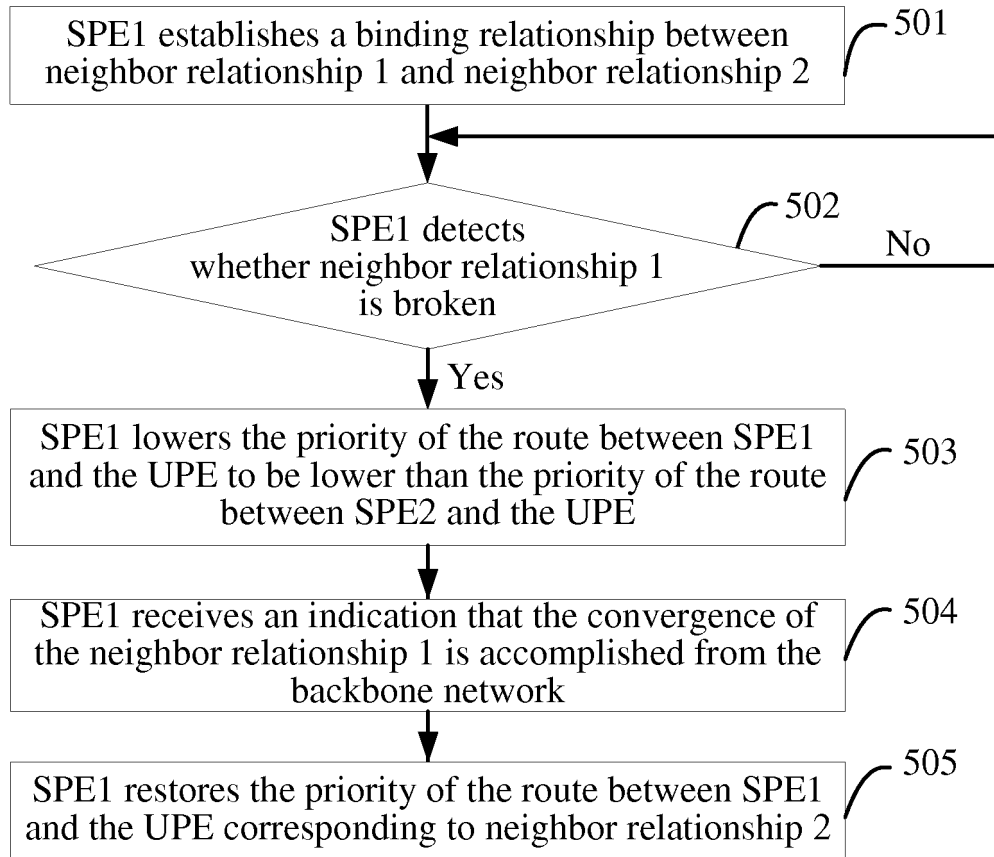 SPE1 establishes a binding relationship between
neighbor relationship 1 and neighbor relationship 2
501
SPE1 detects
whether neighbor relationship 1
is broken
502
No
Yes
SPE1 lowers the priority of the route between SPE1
and the UPE to be lower than the priority of the route
between SPE2 and the UPE
503
SPE1 receives an indication that the convergence of
the neighbor relationship 1 is accomplished from the
backbone network
504
SPE1 restores the priority of the route between SPE1
and the UPE corresponding to neighbor relationship 2
505